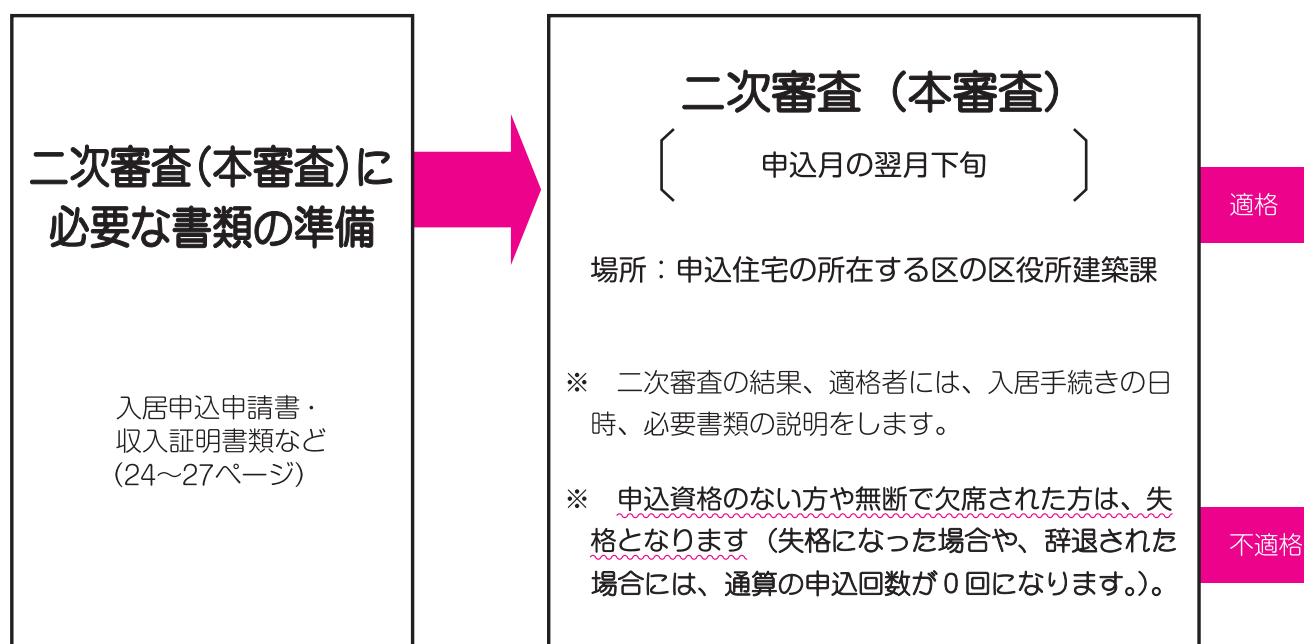 二次審査(本審査)に
必要な書類の準備
入居申込申請書・
収入証明書類など
(24〜27ページ)
二次審査（本審査）
申込月の翌月下旬
場所：申込住宅の所在する区の区役所建築課
※　二次審査の結果、適格者には、入居手続きの日
時、必要書類の説明をします。
※　申込資格のない方や無断で欠席された方は、失
格となります（失格になった場合や、辞退された
場合には、通算の申込回数が０回になります。）。
適格
不適格